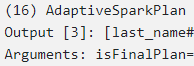 (16) AdaptiveSparkPlan
Output [3]: [last_name#
Arguments: isFinalPlan=